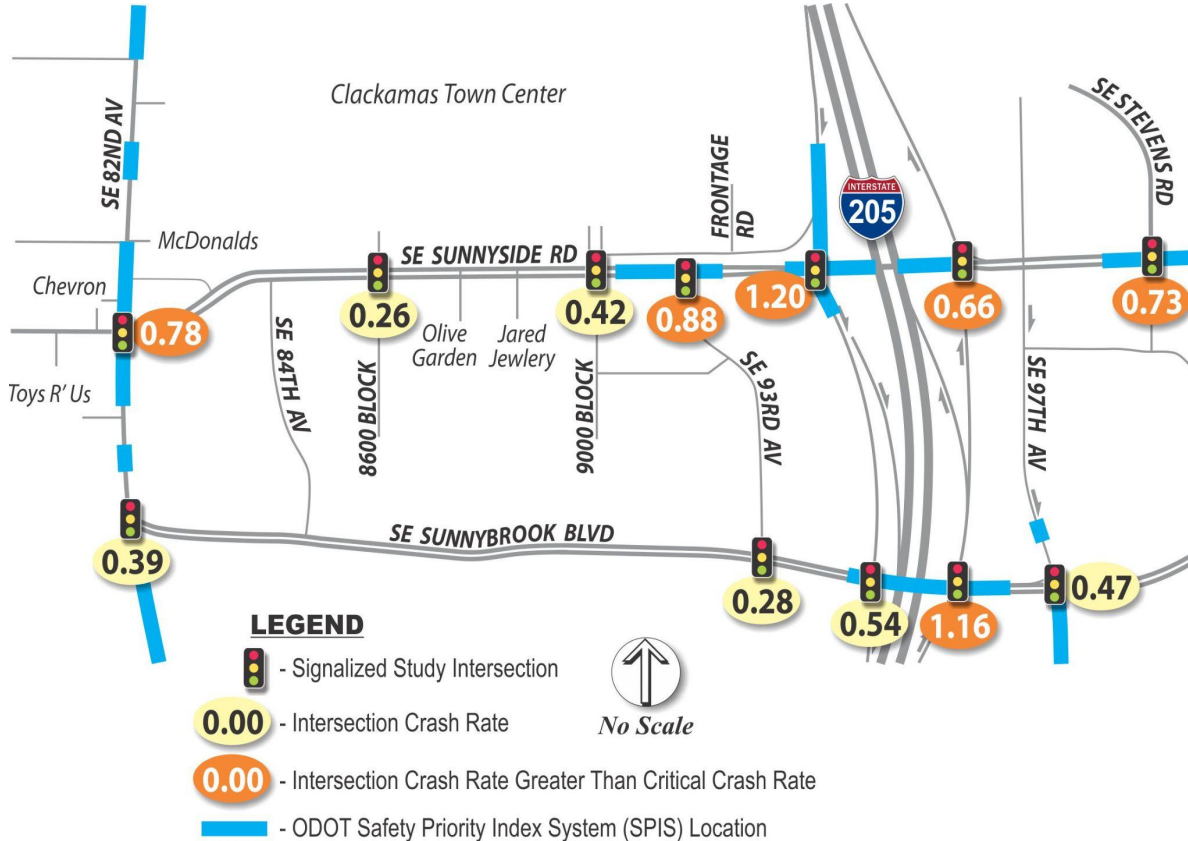 Clackamas Town Center
SE 82ND AV
McDonalds
Chevron
Toys R' Us
0.78
SE SUNNYSIDE RD
0.26
Olive
Garden
Jared
Jewlery
0.42
0.88
FRONTAGE
RD
1.20
INTERSTATE
205
0.66
SE STEVENS RD
0.73
SE 84TH AV
8600 BLOCK
9000 BLOCK
SE 93RD AV
SE 97TH AV
SE SUNNYBROOK BLVD
0.39
0.28
0.54
1.16
0.47
LEGEND
- Signalized Study Intersection
0.00 - Intersection Crash Rate
0.00 - Intersection Crash Rate Greater Than Critical Crash Rate
- ODOT Safety Priority Index System (SPIS) Location
No Scale